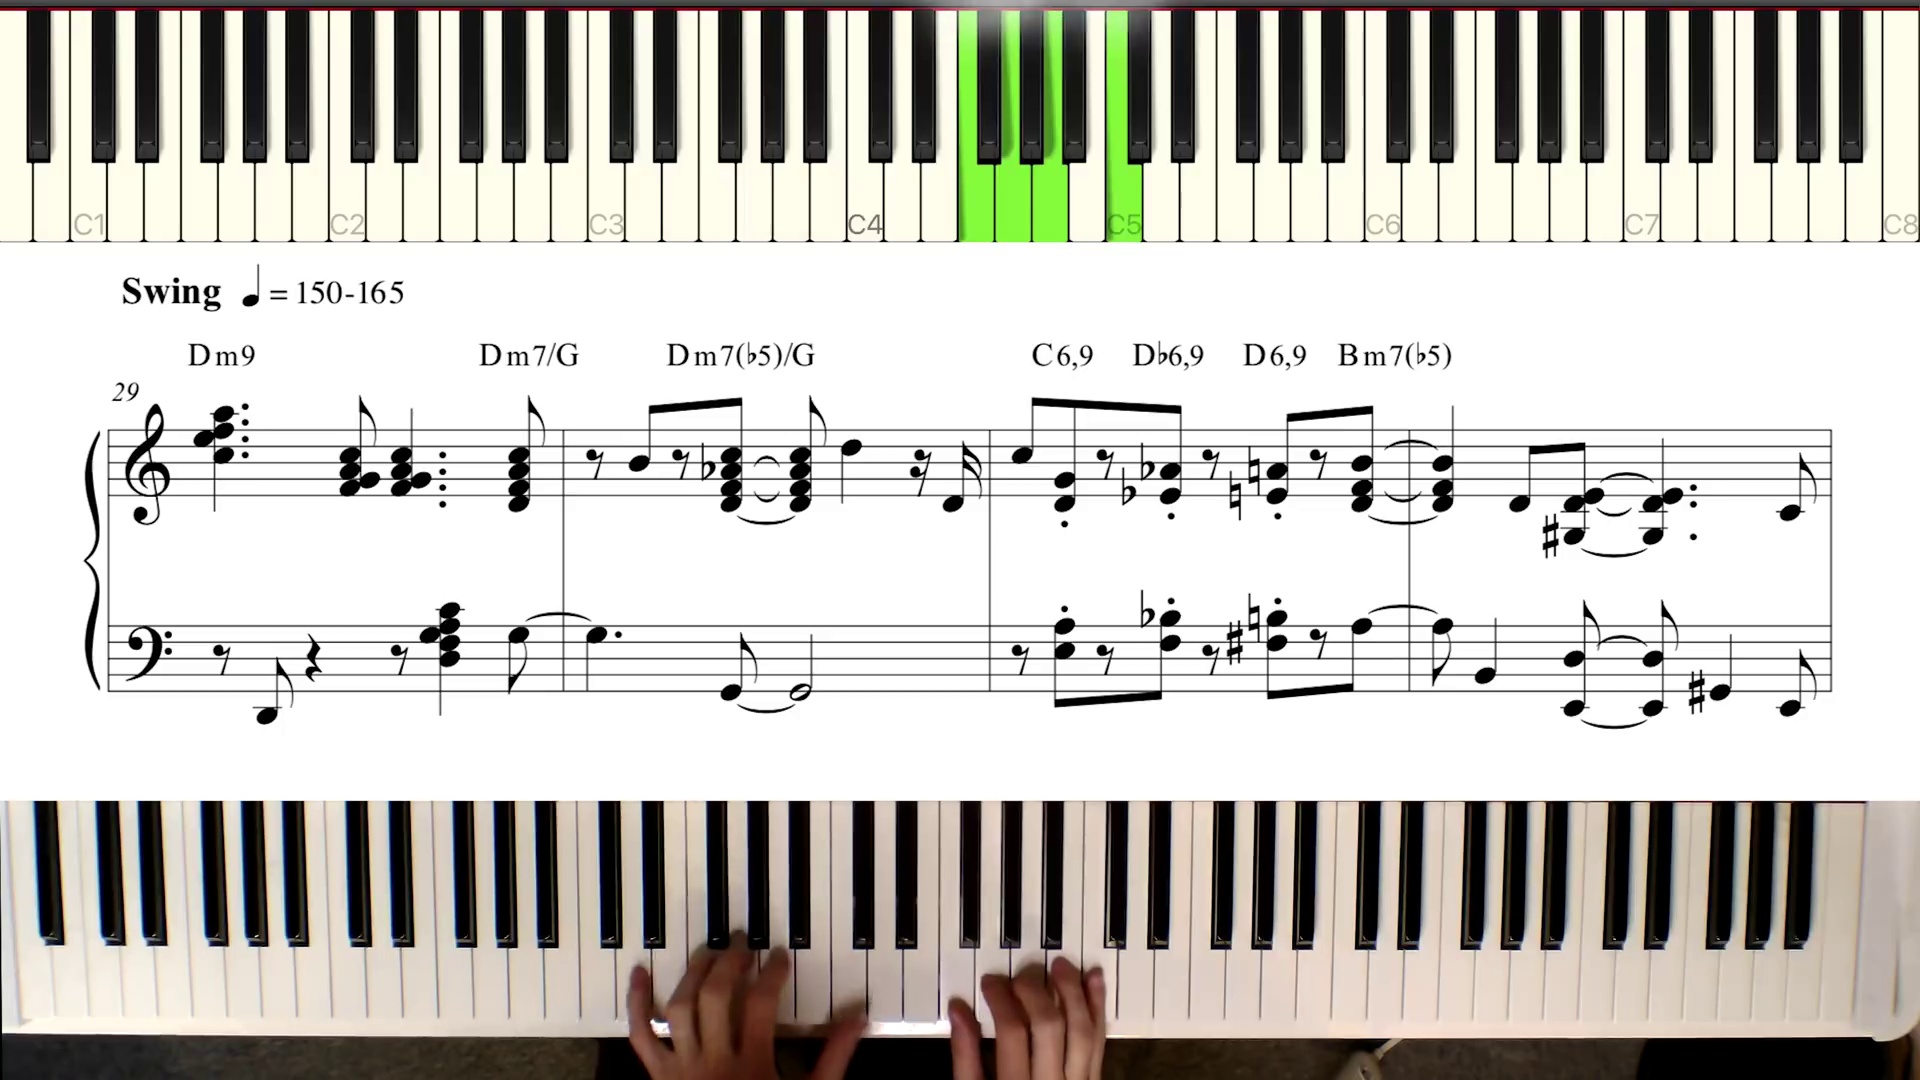 C1 C2 C3 C4 C5 C6 C7 C8
Swing ♩ = 150-165
Dm9 Dm7/G Dm7(♭5)/G C6,9 D♭6,9 D6,9 Bm7(♭5)
29